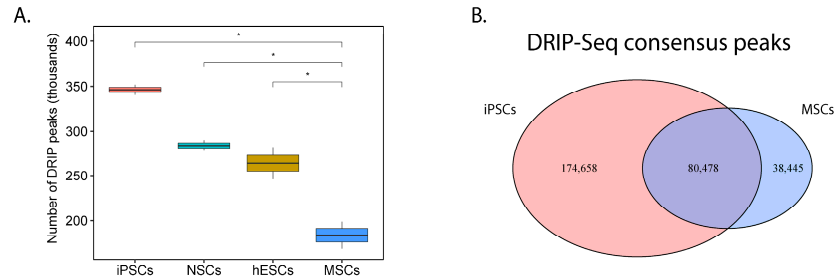 A.
Number of DRIP peaks (thousands)
400
350
300
250
200
*
*
*
iPSCs NSCs hESCs MSCs
B.
DRIP-Seq consensus peaks
iPSCs
MSCs
174,658
80,478
38,445